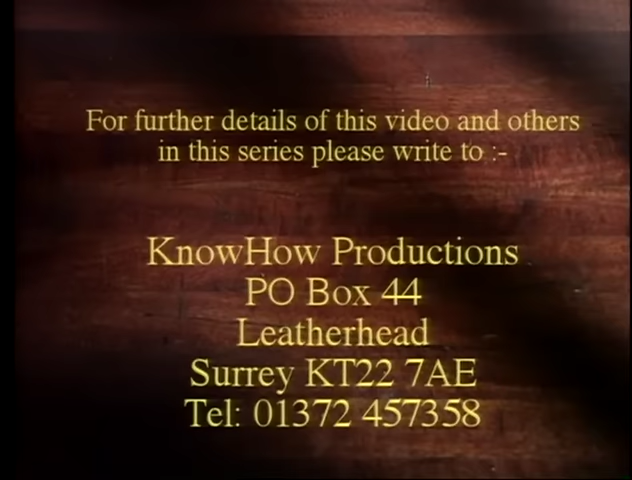 For further details of this video and others
in this series please write to :-
KnowHow Productions
PO Box 44
Leatherhead
Surrey KT22 7AE
Tel: 01372 457358